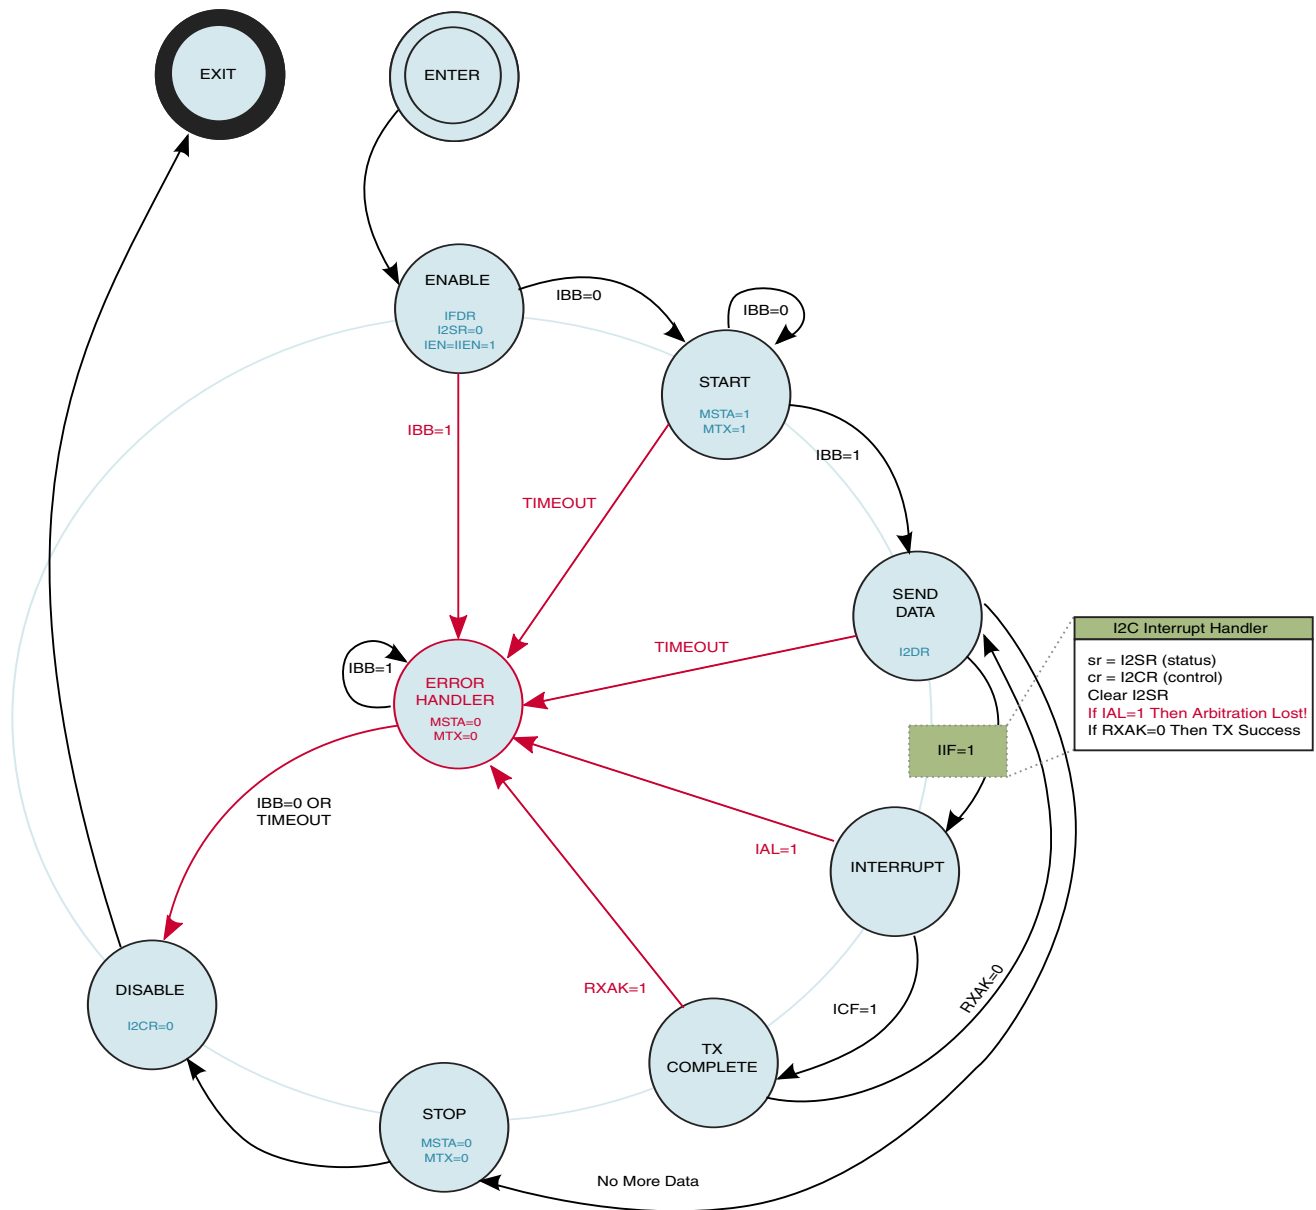 EXIT
ENTER
ENABLE
IFDR
I2SR=0
IEN=IIEN=1
IBB=0
IBB=0
START
MSTA=1
MTX=1
IBB=1
IBB=1
TIMEOUT
SEND
DATA
I2DR
TIMEOUT
I2C Interrupt Handler
sr = I2SR (status)
cr = I2CR (control)
Clear I2SR
If IAL=1 Then Arbitration Lost!
If RXAK=0 Then TX Success
IBB=1
ERROR
HANDLER
MSTA=0
MTX=0
IIF=1
IBB=0 OR
TIMEOUT
IAL=1
INTERRUPT
RXAK=1
RXAK=0
ICF=1
DISABLE
I2CR=0
TX
COMPLETE
STOP
MSTA=0
MTX=0
No More Data